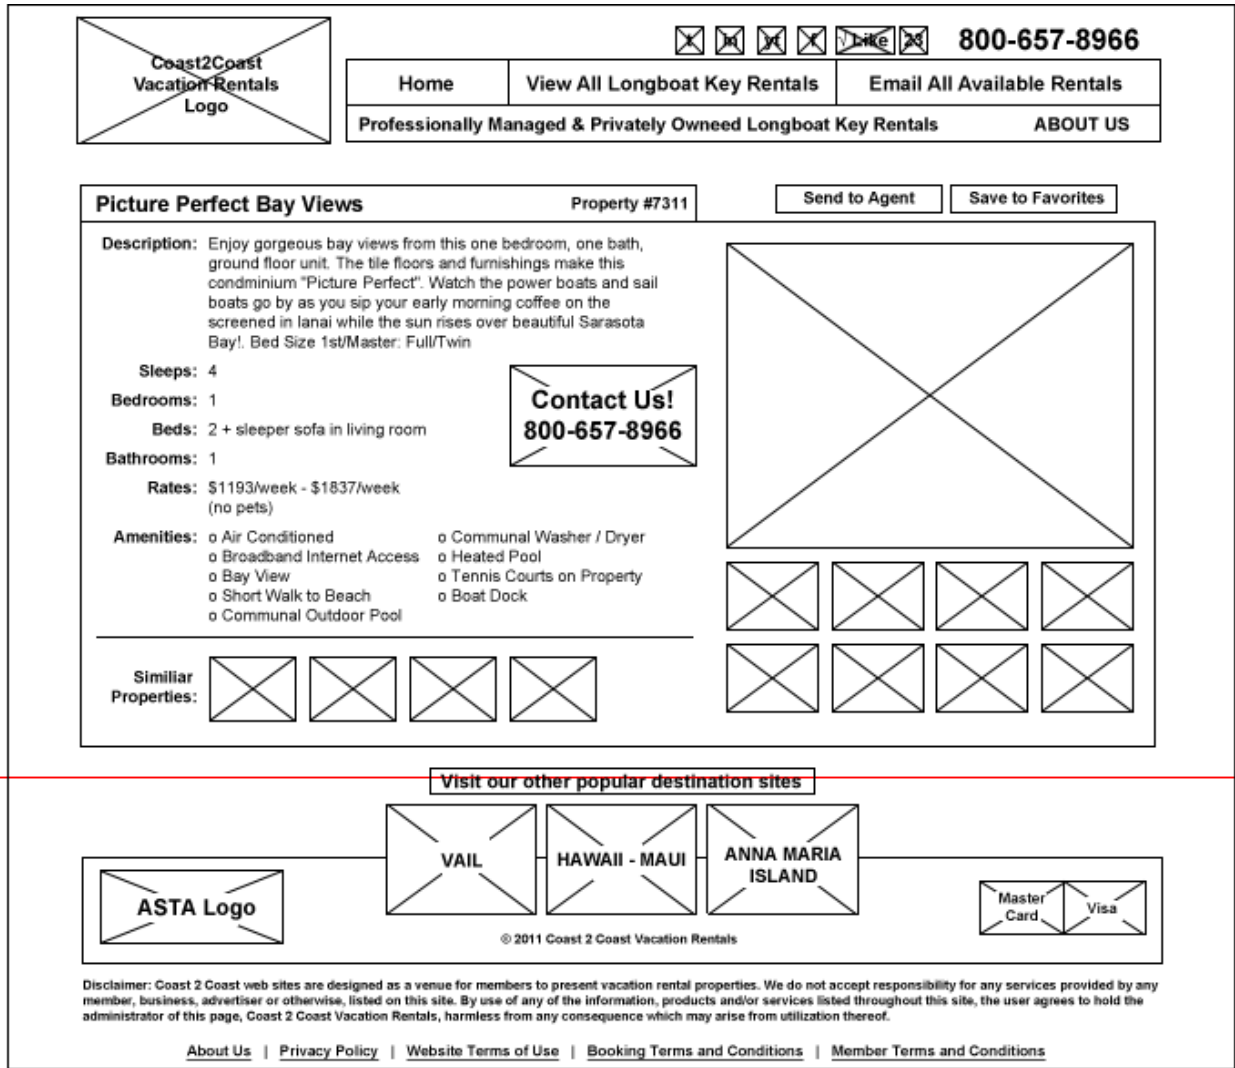 Coast2Coast
Vacation Rentals
Logo
t in yt f √ Like 23 800-657-8966
Home View All Longboat Key Rentals Email All Available Rentals
Professionally Managed & Privately Owneed Longboat Key Rentals ABOUT US
Picture Perfect Bay Views Property #7311 Send to Agent Save to Favorites
Description: Enjoy gorgeous bay views from this one bedroom, one bath,
ground floor unit. The tile floors and furnishings make this
condminium "Picture Perfect". Watch the power boats and sail
boats go by as you sip your early morning coffee on the
screened in lanai while the sun rises over beautiful Sarasota
Bay!. Bed Size 1st/Master: Full/Twin
Sleeps: 4
Bedrooms: 1
Beds: 2 + sleeper sofa in living room
Bathrooms: 1
Rates: $1193/week - $1837/week
(no pets)
Contact Us!
800-657-8966
Amenities: o Air Conditioned
o Broadband Internet Access
o Bay View
o Short Walk to Beach
o Communal Outdoor Pool
o Communal Washer / Dryer
o Heated Pool
o Tennis Courts on Property
o Boat Dock
Similiar
Properties:
Visit our other popular destination sites
VAIL
HAWAII - MAUI
ANNA MARIA
ISLAND
ASTA Logo
Master
Card
Visa
© 2011 Coast 2 Coast Vacation Rentals
Disclaimer: Coast 2 Coast web sites are designed as a venue for members to present vacation rental properties. We do not accept responsibility for any services provided by any
member, business, advertiser or otherwise, listed on this site. By use of any of the information, products and/or services listed throughout this site, the user agrees to hold the
administrator of this page, Coast 2 Coast Vacation Rentals, harmless from any consequence which may arise from utilization thereof.
About Us | Privacy Policy | Website Terms of Use | Booking Terms and Conditions | Member Terms and Conditions